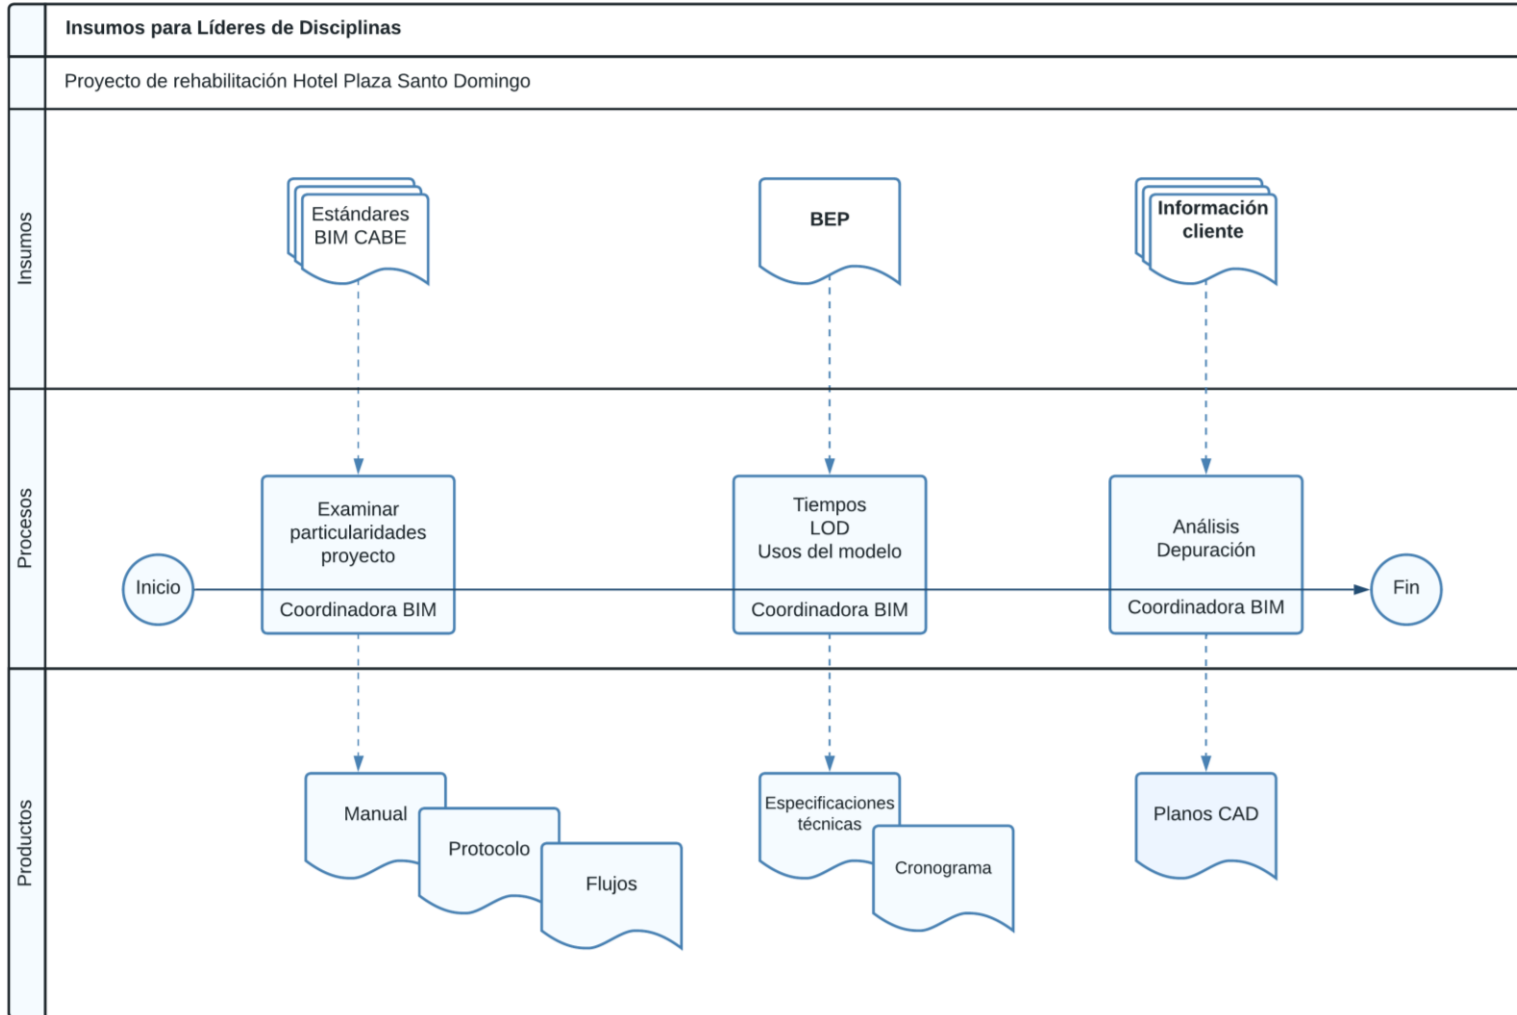 Insumos para Líderes de Disciplinas
Proyecto de rehabilitación Hotel Plaza Santo Domingo
Insumos
Estándares
BIM CABE
BEP
Información
cliente
Procesos
Inicio
Examinar
particularidades
proyecto
Coordinadora BIM
Tiempos
LOD
Usos del modelo
Coordinadora BIM
Análisis
Depuración
Coordinadora BIM
Fin
Productos
Manual
Protocolo
Flujos
Especificaciones
técnicas
Cronograma
Planos CAD